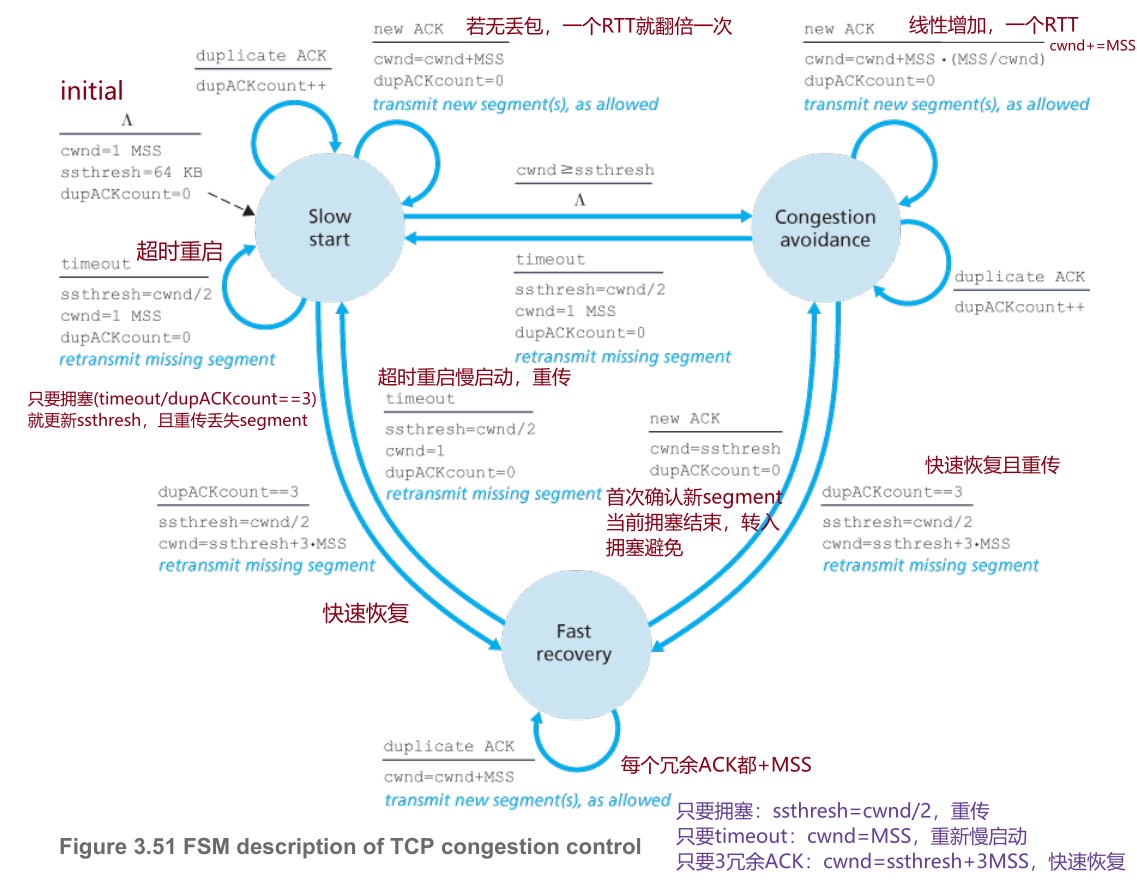 initial
Λ
cwnd=1 MSS
ssthresh=64 KB
dupACKcount=0
duplicate ACK
dupACKcount++
new ACK
若无丢包，一个RTT就翻倍一次
cwnd=cwnd+MSS
dupACKcount=0
transmit new segment(s), as allowed
new ACK
线性增加，一个RTT
cwnd+=MSS
cwnd=cwnd+MSS·(MSS/cwnd)
dupACKcount=0
transmit new segment(s), as allowed
Slow
start
cwnd≥ssthresh
Λ
Congestion
avoidance
超时重启
timeout
ssthresh=cwnd/2
cwnd=1 MSS
dupACKcount=0
retransmit missing segment
timeout
ssthresh=cwnd/2
cwnd=1 MSS
dupACKcount=0
retransmit missing segment
duplicate ACK
dupACKcount++
只要拥塞(timeout/dupACKcount==3)
就更新ssthresh，且重传丢失segment
超时重启慢启动，重传
timeout
ssthresh=cwnd/2
cwnd=1
dupACKcount=0
retransmit missing segment
new ACK
cwnd=ssthresh
dupACKcount=0
首次确认新segment
当前拥塞结束，转入
拥塞避免
dupACKcount==3
ssthresh=cwnd/2
cwnd=ssthresh+3·MSS
retransmit missing segment
快速恢复
快速恢复且重传
dupACKcount==3
ssthresh=cwnd/2
cwnd=ssthresh+3·MSS
retransmit missing segment
Fast
recovery
duplicate ACK
cwnd=cwnd+MSS
transmit new segment(s), as allowed
每个冗余ACK都+MSS
只要拥塞：ssthresh=cwnd/2，重传
只要timeout：cwnd=MSS，重新慢启动
只要3冗余ACK：cwnd=ssthresh+3MSS，快速恢复
Figure 3.51 FSM description of TCP congestion control